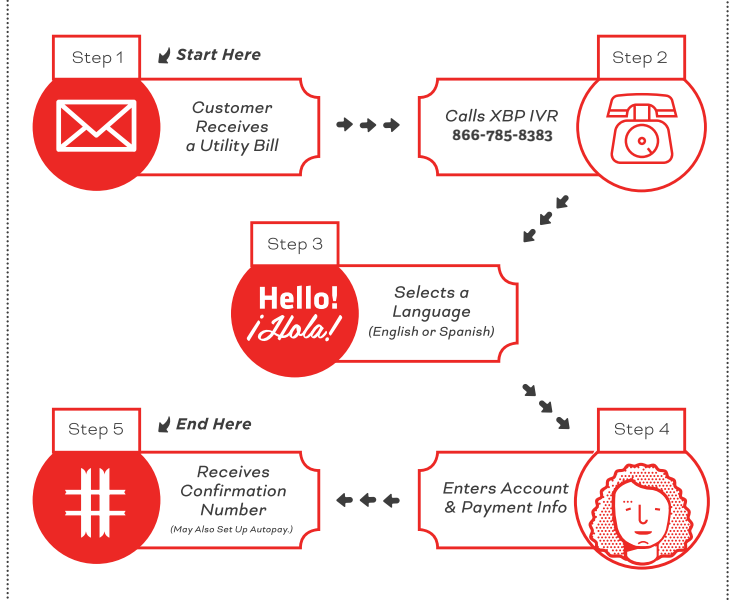 Step 1
Start Here
Customer
Receives
a Utility Bill
Step 2
Calls XBP IVR
866-785-8383
Step 3
Hello!
¡Hola!
Selects a
Language
(English or Spanish)
Step 4
Enters Account
& Payment Info
Step 5
End Here
Receives
Confirmation
Number
(May Also Set Up Autopay.)